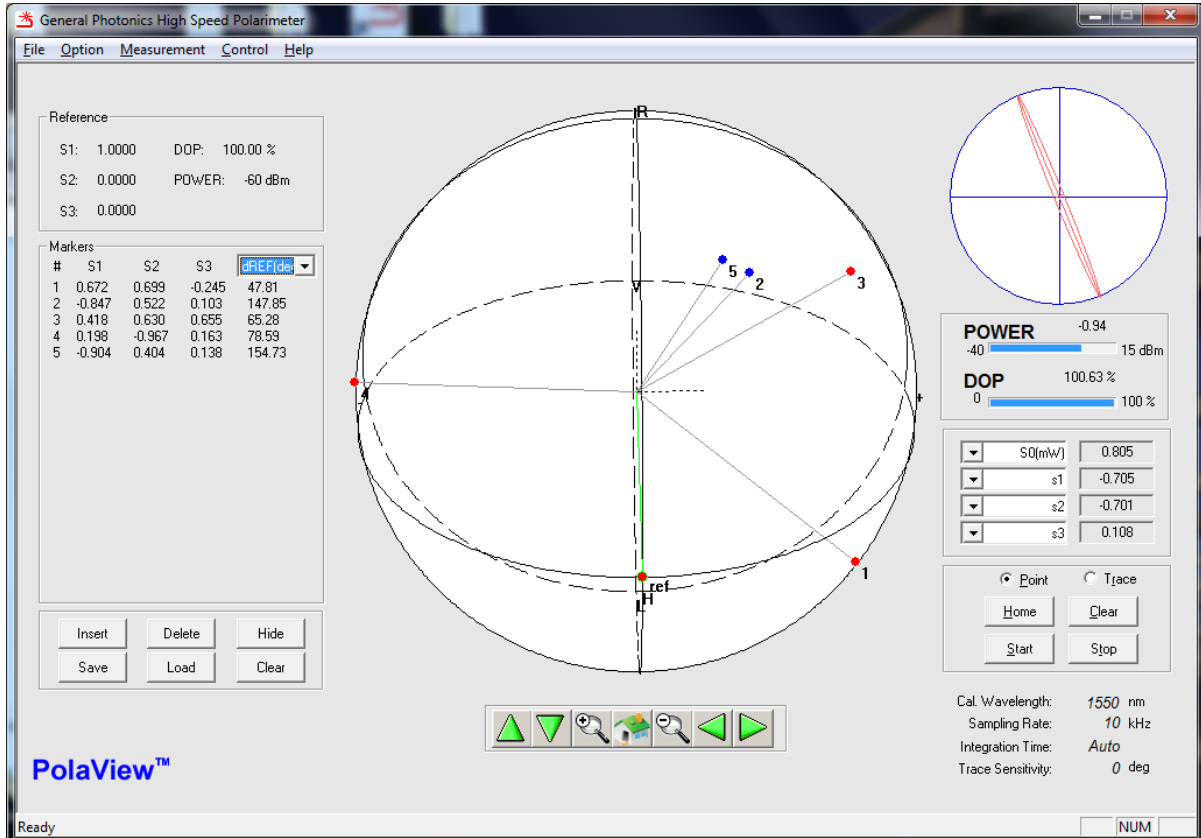 General Photonics High Speed Polarimeter
File Option Measurement Control Help
Reference
S1: 1.0000 DOP: 100.00 %
S2: 0.0000 POWER: -60 dBm
S3: 0.0000
Markers
# S1 S2 S3 dREF(de
1 0.672 0.699 -0.245 47.81
2 -0.847 0.522 0.103 147.85
3 0.418 0.630 0.655 65.28
4 0.198 -0.967 0.163 78.59
5 -0.904 0.404 0.138 154.73
Insert Delete Hide
Save Load Clear
PolaView™
R
5
2
3
V
4
-
+
1
ref
H
L
POWER -0.94
-40 15 dBm
DOP 100.63 %
0 100 %
S0(mW) 0.805
s1 -0.705
s2 -0.701
s3 0.108
Point Trace
Home Clear
Start Stop
Cal. Wavelength: 1550 nm
Sampling Rate: 10 kHz
Integration Time: Auto
Trace Sensitivity: 0 deg
Ready NUM